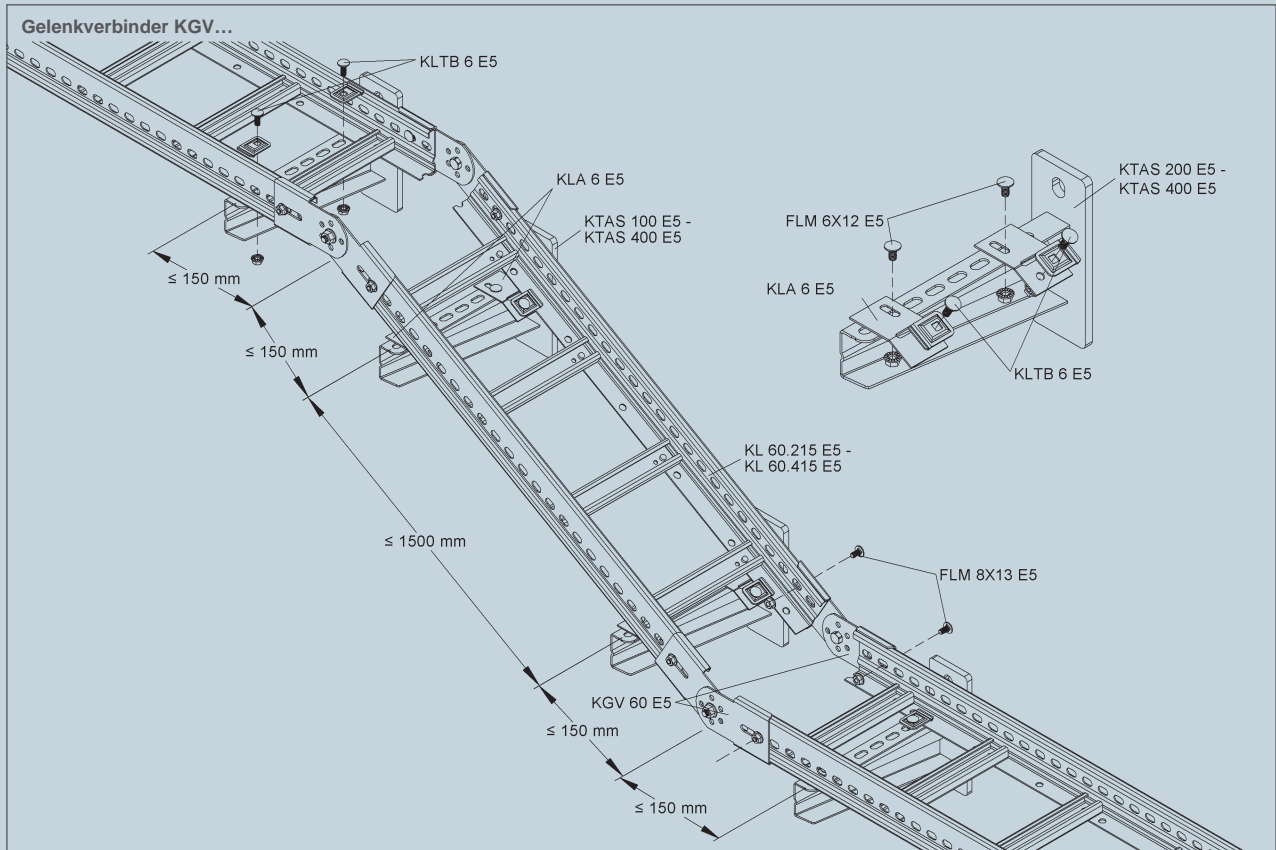 Gelenkverbinder KGV...
KLTB 6 E5
KLA 6 E5
KTAS 100 E5 -
KTAS 400 E5
KTAS 200 E5 -
KTAS 400 E5
FLM 6X12 E5
KLA 6 E5
KLTB 6 E5
≤ 150 mm
≤ 150 mm
KL 60.215 E5 -
KL 60.415 E5
≤ 1500 mm
FLM 8X13 E5
KGV 60 E5
≤ 150 mm
≤ 150 mm